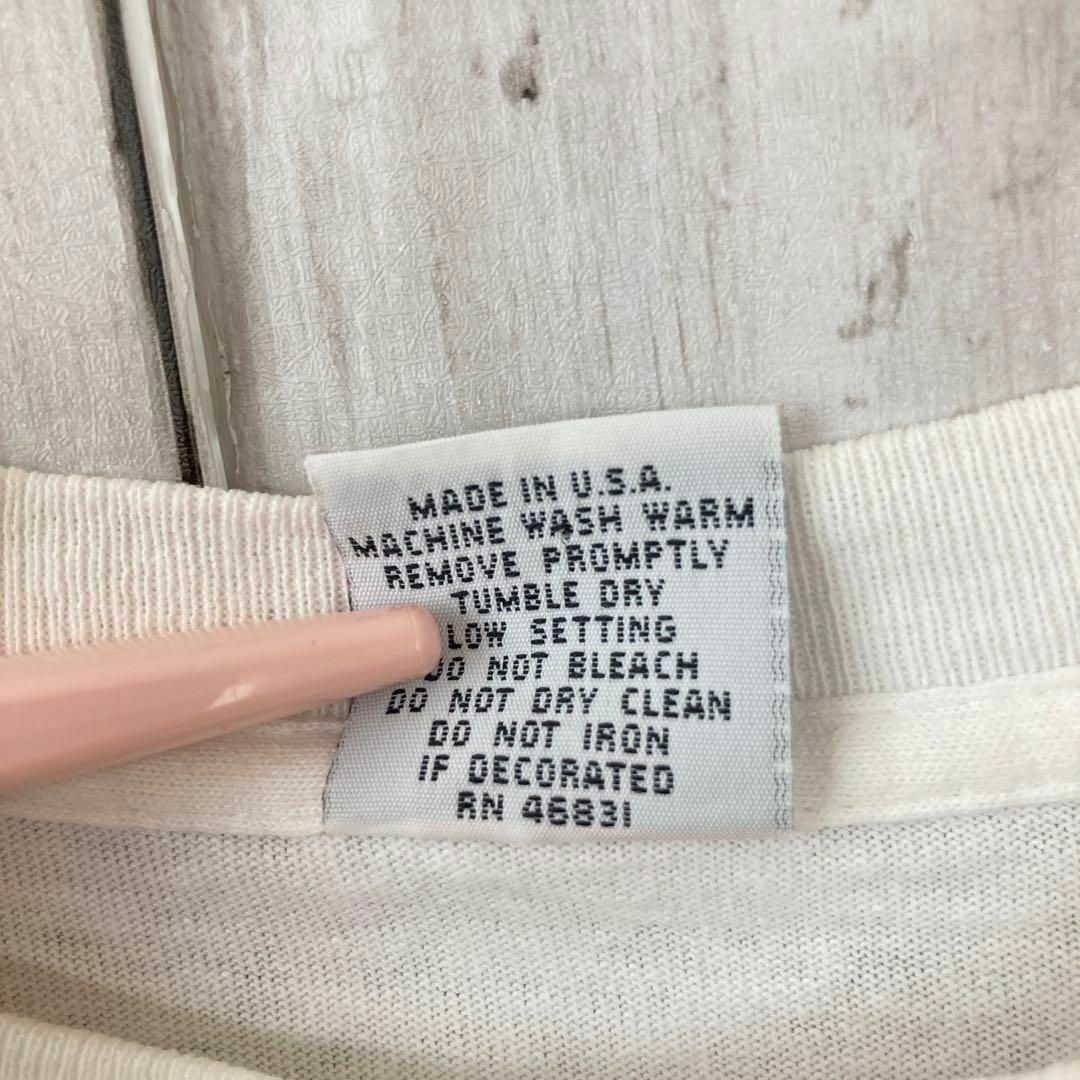 MADE IN U.S.A.
MACHINE WASH WARM
REMOVE PROMPTLY
TUMBLE DRY
LOW SETTING
DO NOT BLEACH
DO NOT DRY CLEAN
DO NOT IRON
IF DECORATED
RN 46831